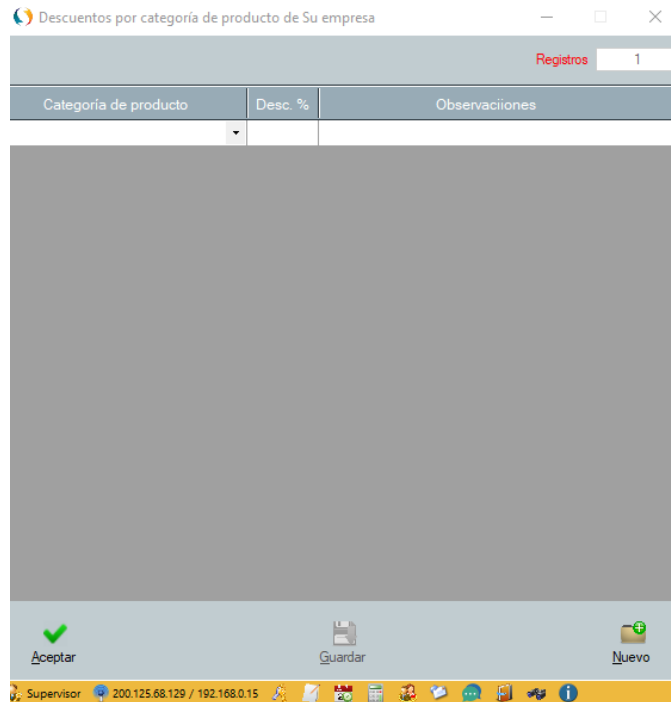 Descuentos por categoría de producto de Su empresa
Registros 1
Categoría de producto Desc. % Observaciiones
Aceptar Guardar Nuevo
Supervisor 200.125.68.129 / 192.168.0.15